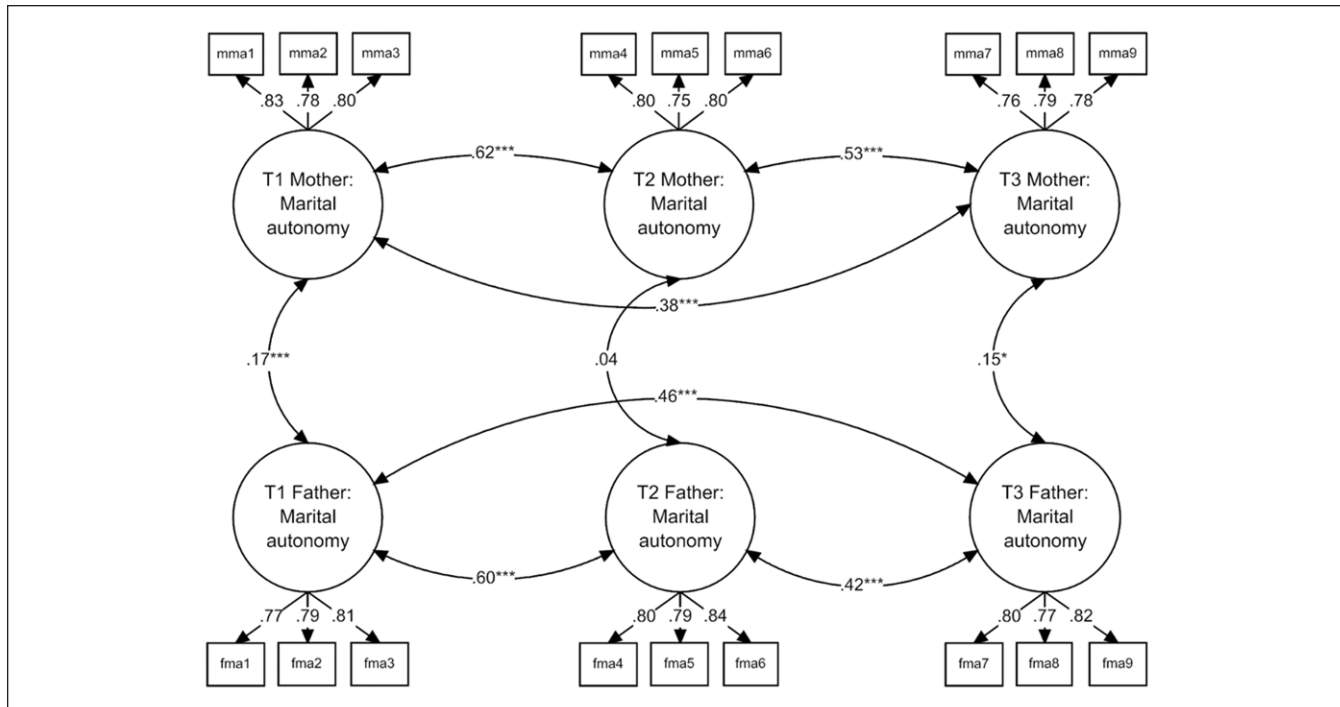 mma1 mma2 mma3 mma4 mma5 mma6 mma7 mma8 mma9
.83 .78 .80 .80 .75 .80 .76 .79 .78
.62*** .53***
T1 Mother:
Marital
autonomy
T2 Mother:
Marital
autonomy
T3 Mother:
Marital
autonomy
.38***
.17*** .04 .15*
.46***
T1 Father:
Marital
autonomy
T2 Father:
Marital
autonomy
T3 Father:
Marital
autonomy
.60*** .42***
.77 .79 .81 .80 .79 .84 .80 .77 .82
fma1 fma2 fma3 fma4 fma5 fma6 fma7 fma8 fma9